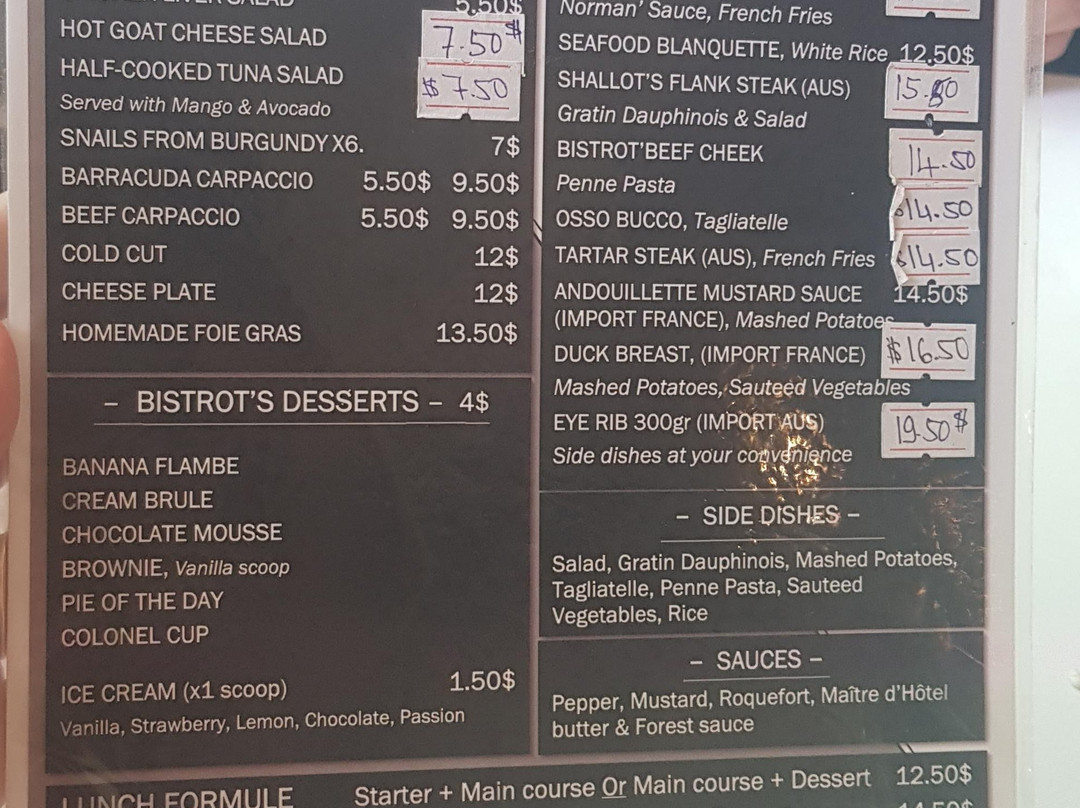 5.50$
HOT GOAT CHEESE SALAD 7.50$
HALF-COOKED TUNA SALAD $7.50
Served with Mango & Avocado
SNAILS FROM BURGUNDY X6. 7$
BARRACUDA CARPACCIO 5.50$ 9.50$
BEEF CARPACCIO 5.50$ 9.50$
COLD CUT 12$
CHEESE PLATE 12$
HOMEMADE FOIE GRAS 13.50$
– BISTROT'S DESSERTS – 4$
BANANA FLAMBE
CREAM BRULE
CHOCOLATE MOUSSE
BROWNIE, Vanilla scoop
PIE OF THE DAY
COLONEL CUP
ICE CREAM (x1 scoop) 1.50$
Vanilla, Strawberry, Lemon, Chocolate, Passion
Norman' Sauce, French Fries
SEAFOOD BLANQUETTE, White Rice 12.50$
SHALLOT'S FLANK STEAK (AUS) 15.50
Gratin Dauphinois & Salad
BISTROT'BEEF CHEEK 14.50
Penne Pasta
OSSO BUCCO, Tagliatelle $14.50
TARTAR STEAK (AUS), French Fries $14.50
ANDOUILLETTE MUSTARD SAUCE 14.50$
(IMPORT FRANCE), Mashed Potatoes
DUCK BREAST, (IMPORT FRANCE) $16.50
Mashed Potatoes, Sauteed Vegetables
EYE RIB 300gr (IMPORT AUS) 19.50$
Side dishes at your convenience
– SIDE DISHES –
Salad, Gratin Dauphinois, Mashed Potatoes,
Tagliatelle, Penne Pasta, Sauteed
Vegetables, Rice
– SAUCES –
Pepper, Mustard, Roquefort, Maître d'Hôtel
butter & Forest sauce
LUNCH FORMULE Starter + Main course Or Main course + Dessert 12.50$